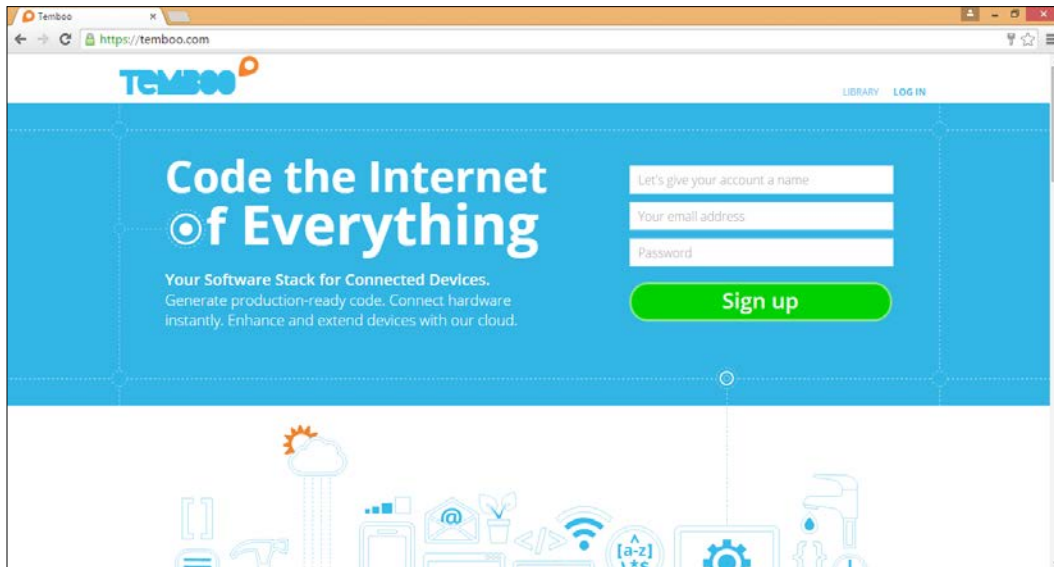 Temboo
https://temboo.com
TEMBOO
LIBRARY LOG IN
Code the Internet
of Everything
Your Software Stack for Connected Devices.
Generate production-ready code. Connect hardware
instantly. Enhance and extend devices with our cloud.
Let's give your account a name
Your email address
Password
Sign up
[ ]
@
</>
^
[a-z]
\*$
{ }